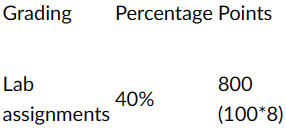 Grading Percentage Points
Lab assignments 40% 800 (100*8)